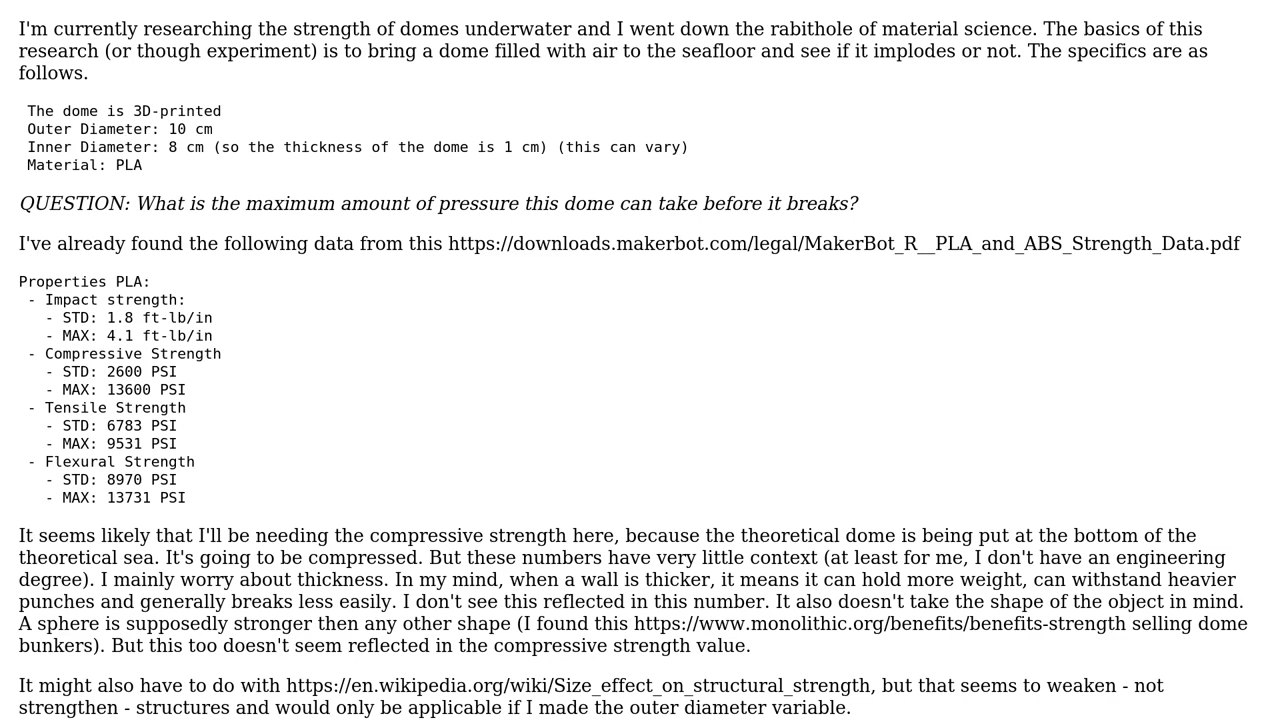 I'm currently researching the strength of domes underwater and I went down the rabithole of material science. The basics of this
research (or though experiment) is to bring a dome filled with air to the seafloor and see if it implodes or not. The specifics are as
follows.
The dome is 3D-printed
Outer Diameter: 10 cm
Inner Diameter: 8 cm (so the thickness of the dome is 1 cm) (this can vary)
Material: PLA
QUESTION: What is the maximum amount of pressure this dome can take before it breaks?
I've already found the following data from this https://downloads.makerbot.com/legal/MakerBot_R__PLA_and_ABS_Strength_Data.pdf
Properties PLA:
- Impact strength:
- STD: 1.8 ft-lb/in
- MAX: 4.1 ft-lb/in
- Compressive Strength
- STD: 2600 PSI
- MAX: 13600 PSI
- Tensile Strength
- STD: 6783 PSI
- MAX: 9531 PSI
- Flexural Strength
- STD: 8970 PSI
- MAX: 13731 PSI
It seems likely that I'll be needing the compressive strength here, because the theoretical dome is being put at the bottom of the
theoretical sea. It's going to be compressed. But these numbers have very little context (at least for me, I don't have an engineering
degree). I mainly worry about thickness. In my mind, when a wall is thicker, it means it can hold more weight, can withstand heavier
punches and generally breaks less easily. I don't see this reflected in this number. It also doesn't take the shape of the object in mind.
A sphere is supposedly stronger then any other shape (I found this https://www.monolithic.org/benefits/benefits-strength selling dome
bunkers). But this too doesn't seem reflected in the compressive strength value.
It might also have to do with https://en.wikipedia.org/wiki/Size_effect_on_structural_strength, but that seems to weaken - not
strengthen - structures and would only be applicable if I made the outer diameter variable.